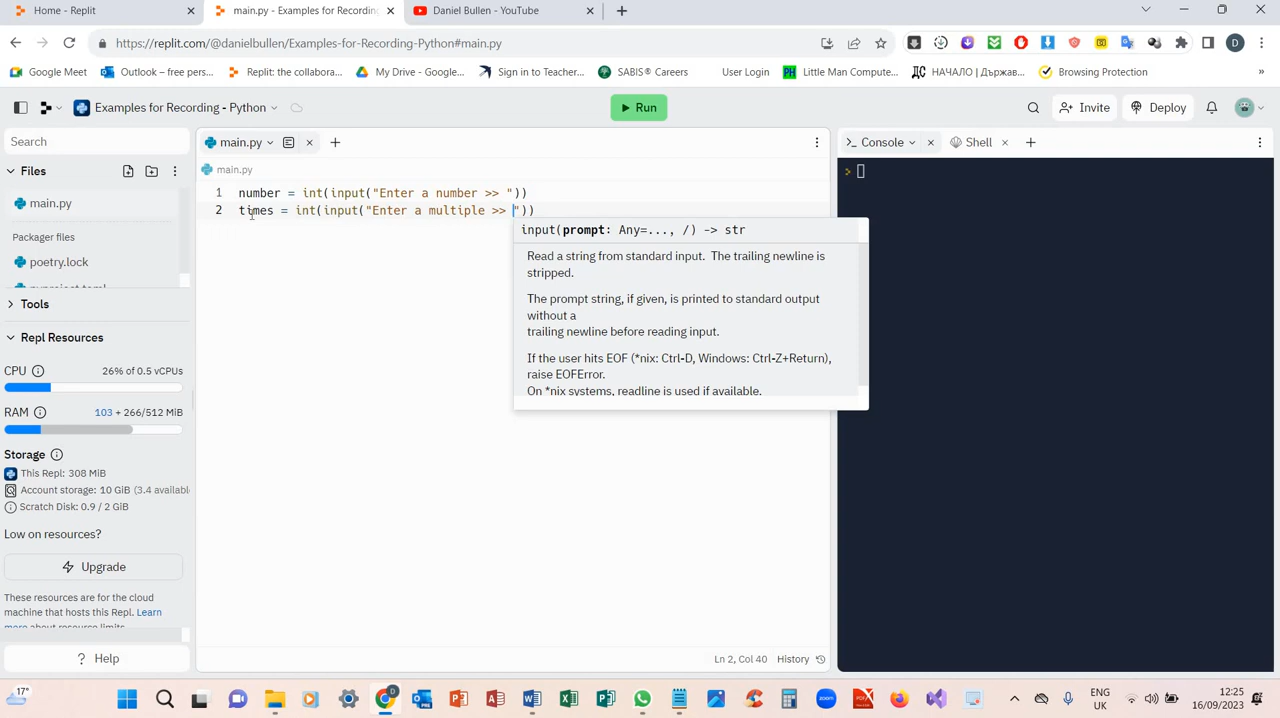 Home - Replit
main.py - Examples for Recording
Daniel Bullen - YouTube
https://replit.com/@danielbullen/Examples-for-Recording-Python#main.py
Google Meet
Outlook – free pers...
Replit: the collabora...
My Drive - Google...
Sign in to Teacher...
SABIS® Careers
User Login
PH Little Man Compute...
ДС НАЧАЛО | Държав...
Browsing Protection
Examples for Recording - Python
Run
Invite
Deploy
Search
main.py
Console
Shell
Files
main.py
main.py
Packager files
poetry.lock
pyproject.toml
Tools
Repl Resources
CPU 26% of 0.5 vCPUs
RAM 103 + 266/512 MiB
Storage
This Repl: 308 MiB
Account storage: 10 GiB (3.4 available
Scratch Disk: 0.9 / 2 GiB
Low on resources?
Upgrade
These resources are for the cloud
machine that hosts this Repl. Learn
more about resource limits
? Help
1 number = int(input("Enter a number >> "))
2 times = int(input("Enter a multiple >> "))
input(prompt: Any=..., /) -> str
Read a string from standard input. The trailing newline is
stripped.
The prompt string, if given, is printed to standard output
without a
trailing newline before reading input.
If the user hits EOF (*nix: Ctrl-D, Windows: Ctrl-Z+Return),
raise EOFError.
On *nix systems, readline is used if available.
Ln 2, Col 40 History
17°
ENG
UK
12:25
16/09/2023